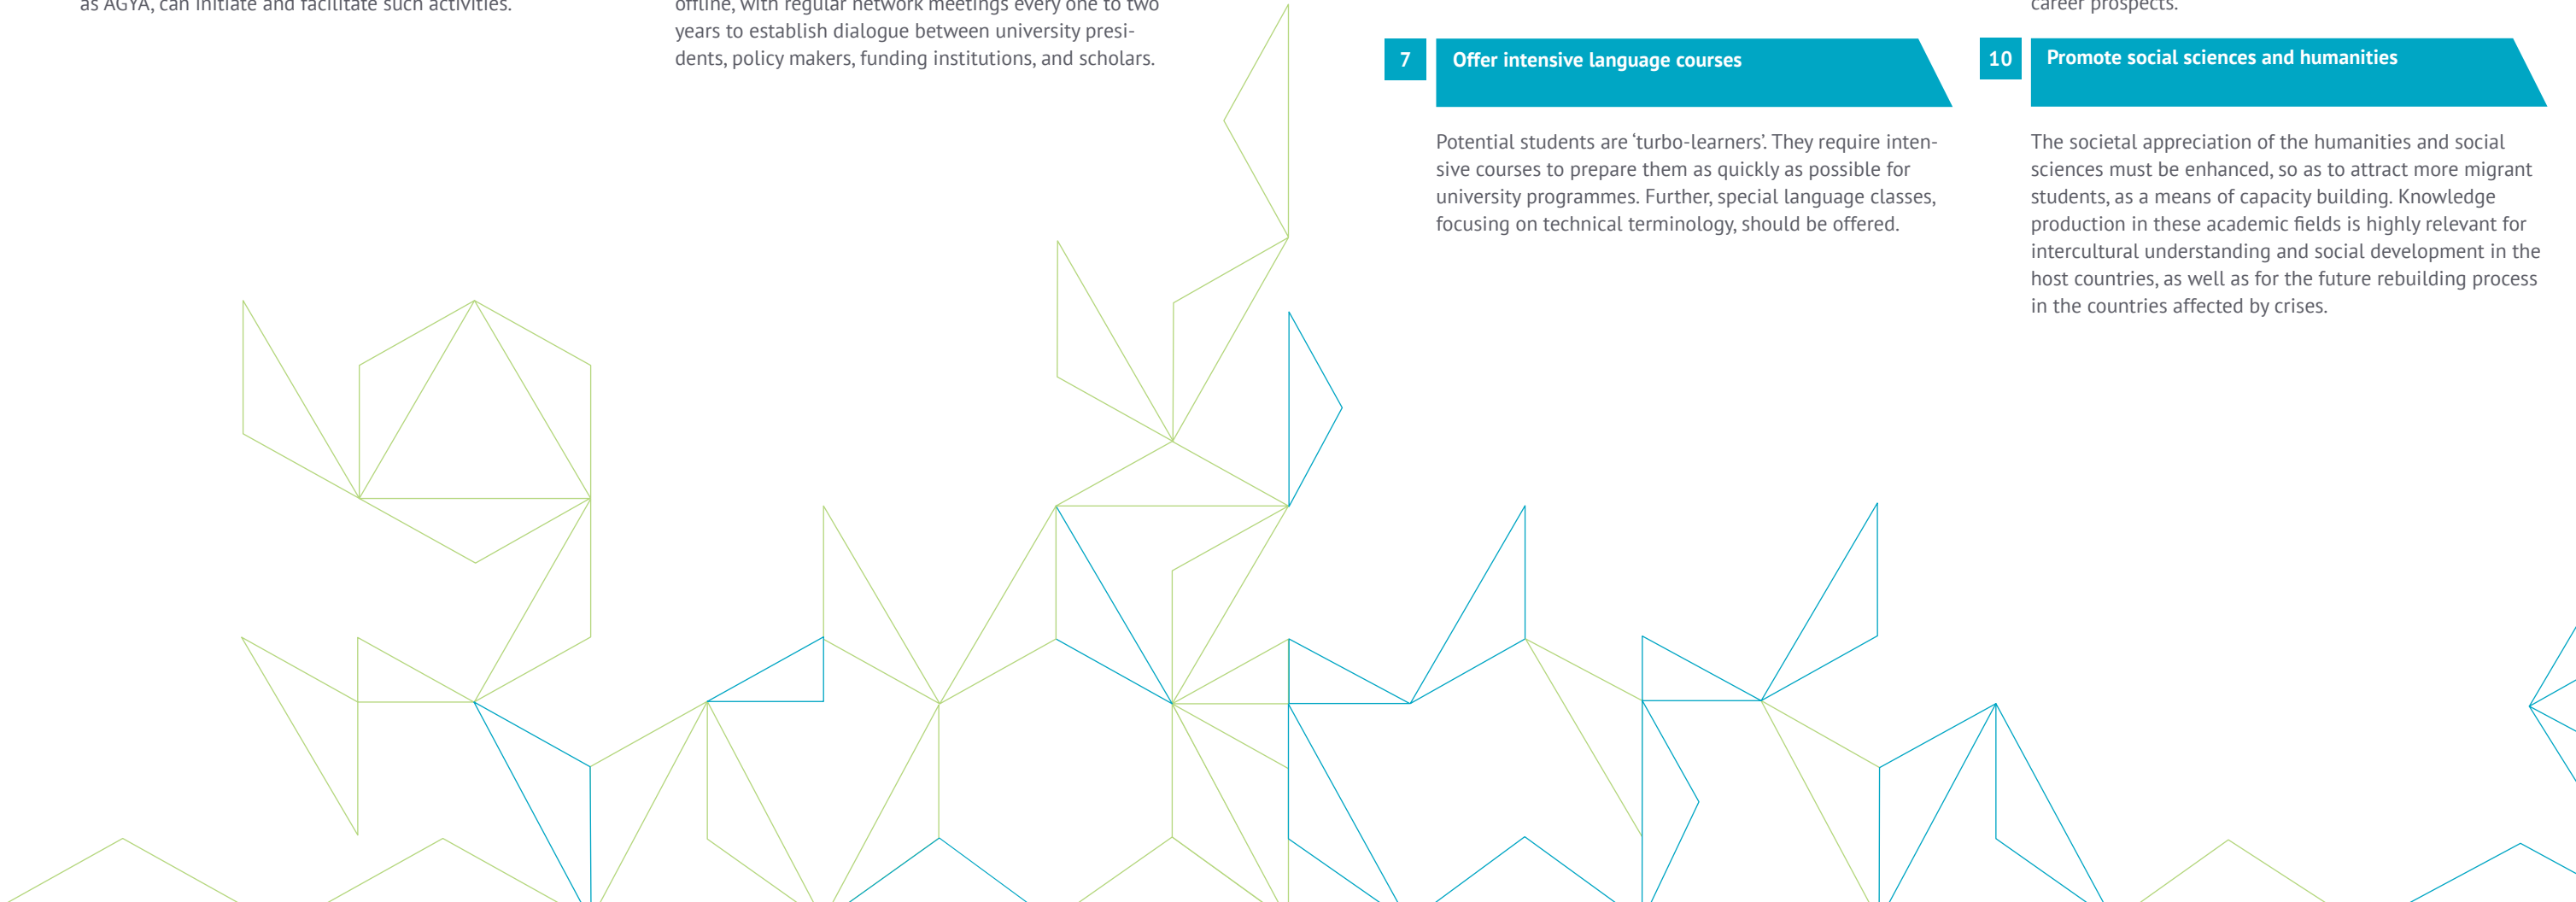 as AGYA, can initiate and facilitate such activities.
offline, with regular network meetings every one to two
years to establish dialogue between university presi-
dents, policy makers, funding institutions, and scholars.
7 Offer intensive language courses
Potential students are ‘turbo-learners’. They require inten-
sive courses to prepare them as quickly as possible for
university programmes. Further, special language classes,
focusing on technical terminology, should be offered.
career prospects.
10 Promote social sciences and humanities
The societal appreciation of the humanities and social
sciences must be enhanced, so as to attract more migrant
students, as a means of capacity building. Knowledge
production in these academic fields is highly relevant for
intercultural understanding and social development in the
host countries, as well as for the future rebuilding process
in the countries affected by crises.